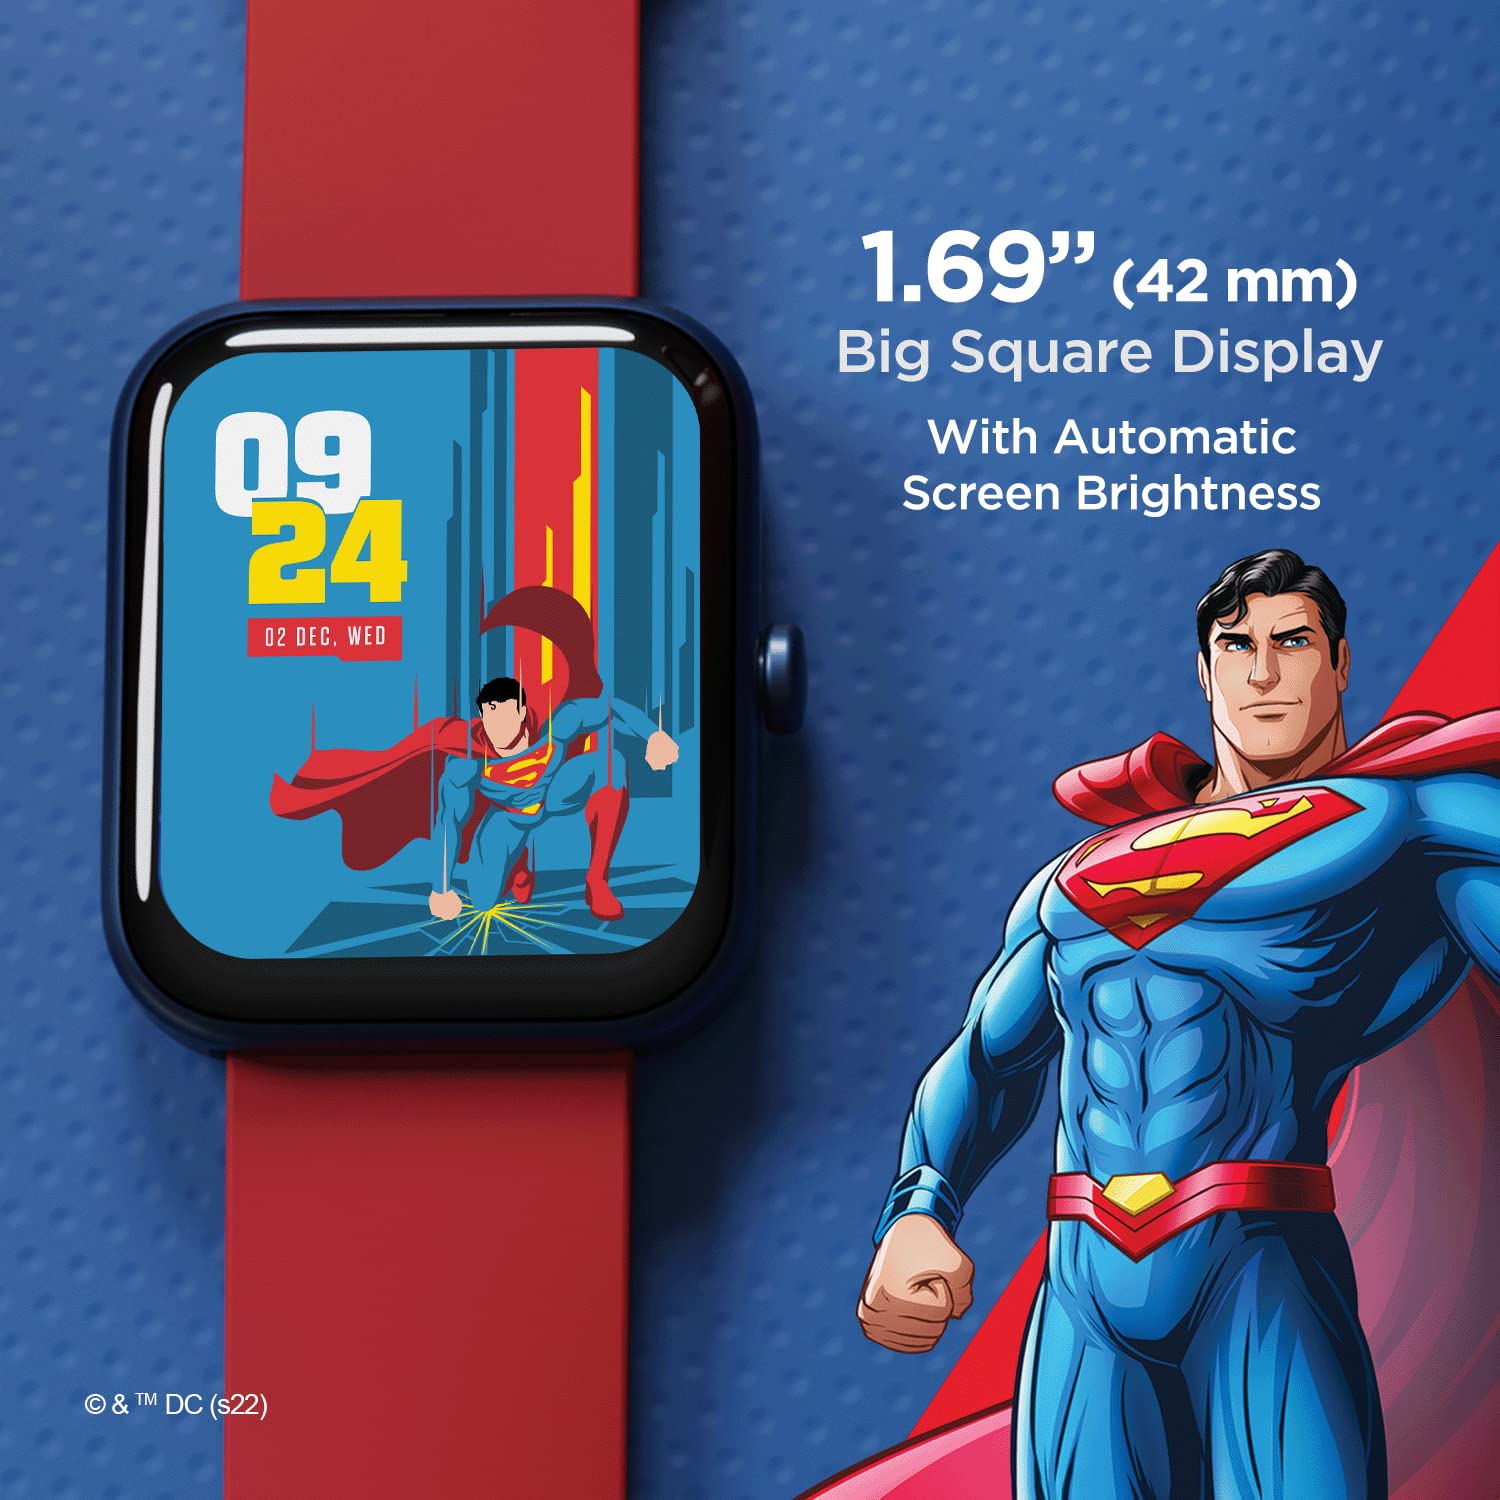 09
24
02 DEC, WED
1.69” (42 mm)
Big Square Display
With Automatic
Screen Brightness
© & ™ DC (s22)